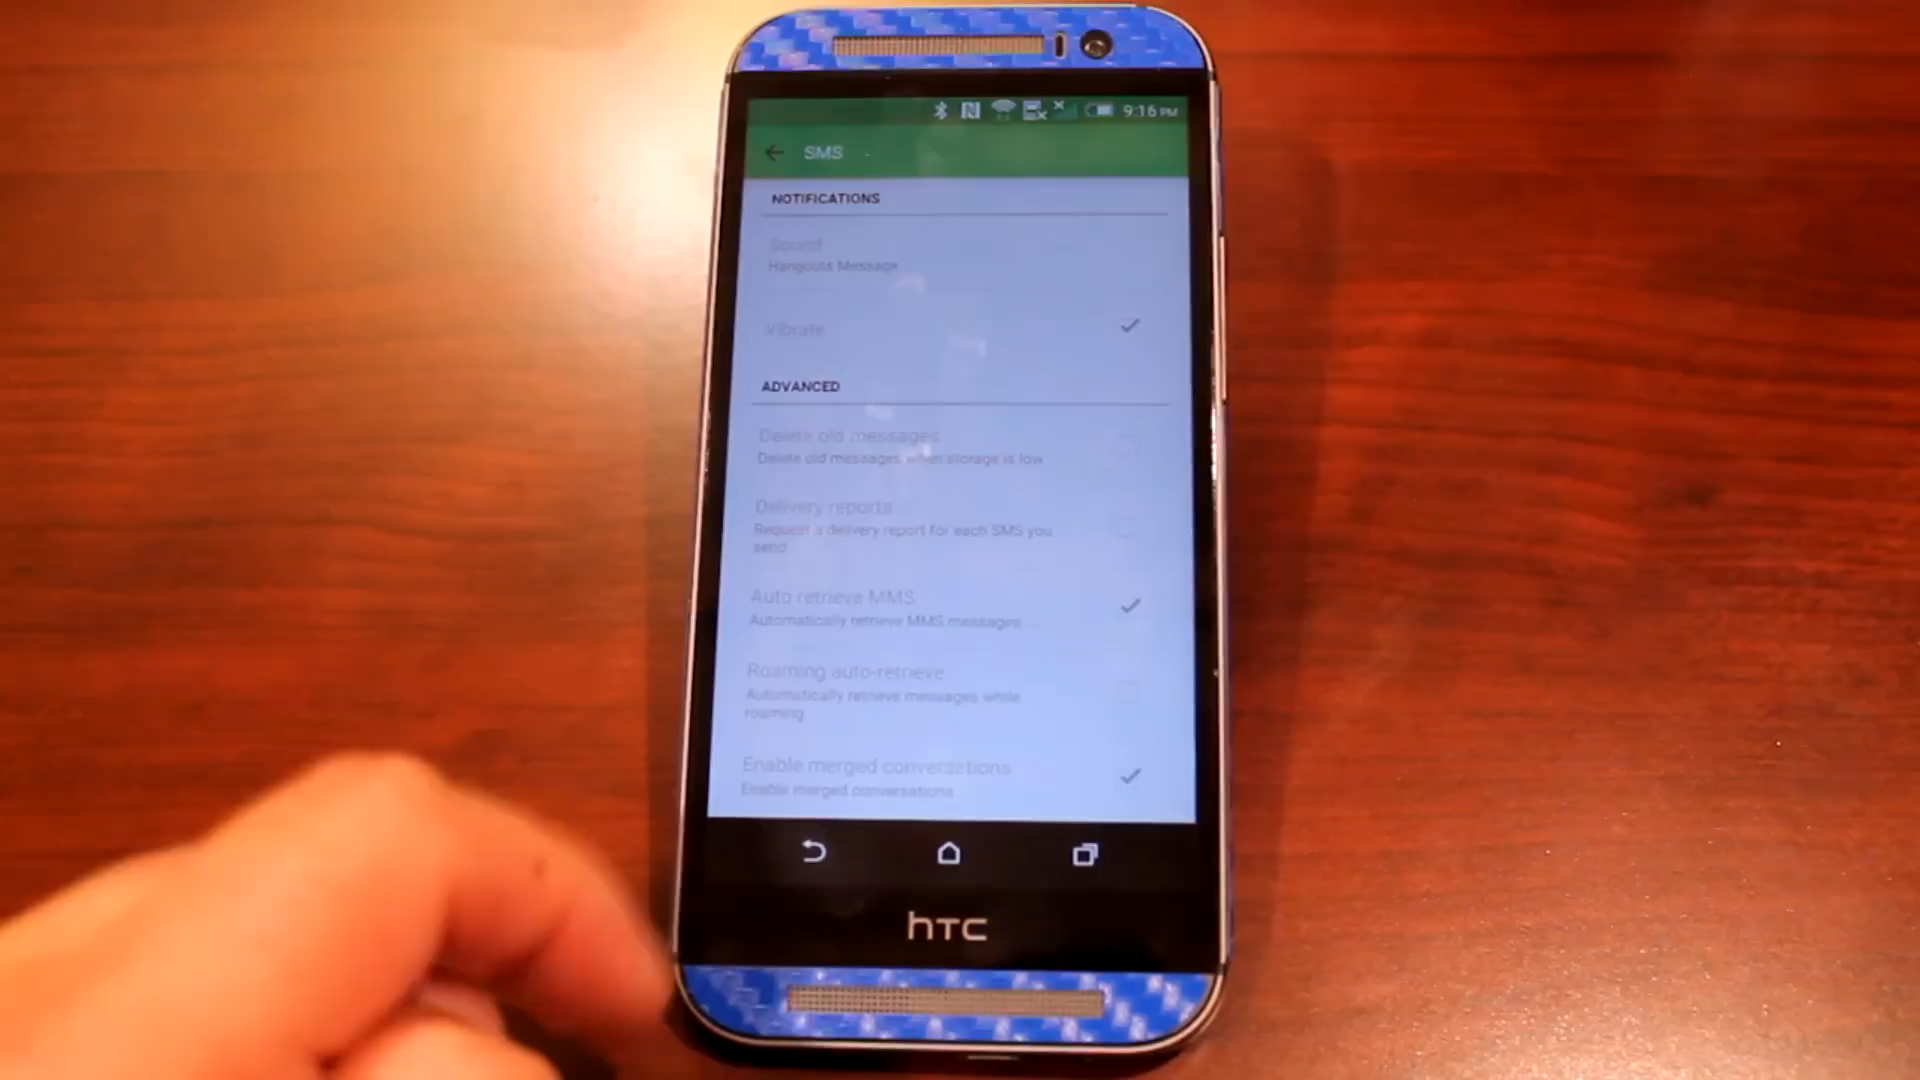 9:16 PM
SMS
NOTIFICATIONS
Sound
Hangouts Message
Vibrate
ADVANCED
Delete old messages
Delete old messages when storage is low
Delivery reports
Request a delivery report for each SMS you
send
Auto retrieve MMS
Automatically retrieve MMS messages
Roaming auto-retrieve
Automatically retrieve messages while
roaming
Enable merged conversations
Enable merged conversations
hTC